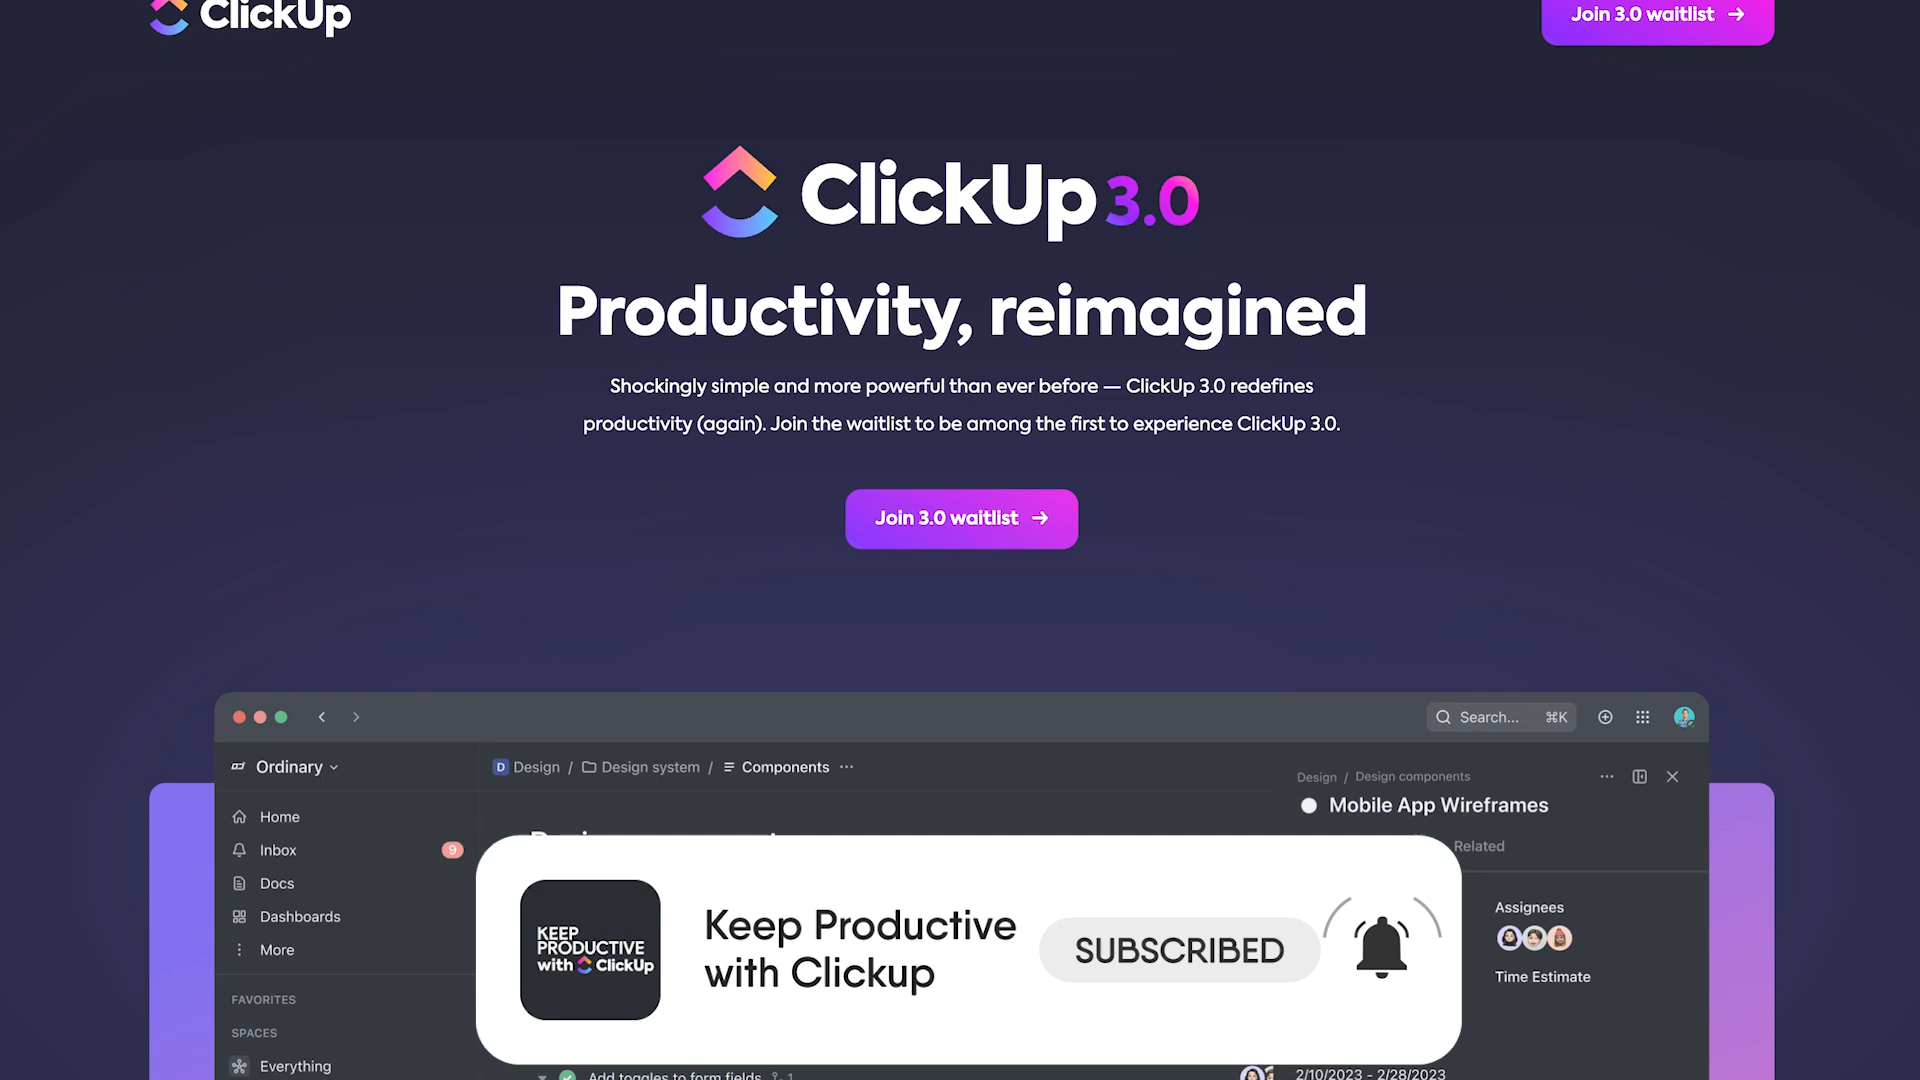 ClickUp
Join 3.0 waitlist
ClickUp 3.0
Productivity, reimagined
Shockingly simple and more powerful than ever before — ClickUp 3.0 redefines
productivity (again). Join the waitlist to be among the first to experience ClickUp 3.0.
Join 3.0 waitlist
Search... ⌘K
Ordinary
D Design / Design system / Components ...
Design / Design components
Mobile App Wireframes
Home
Inbox 9
Docs
Dashboards
More
FAVORITES
SPACES
Everything
Related
Assignees
Time Estimate
KEEP
PRODUCTIVE
with ClickUp
Keep Productive
with Clickup
SUBSCRIBED
Add toggles to form fields 1
2/10/2023 - 2/28/2023